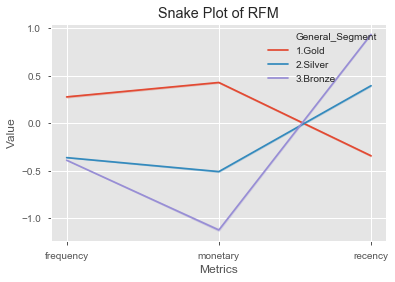 Snake Plot of RFM
General_Segment
1.Gold
2.Silver
3.Bronze
1.0
0.5
0.0
−0.5
−1.0
Value
frequency monetary recency
Metrics